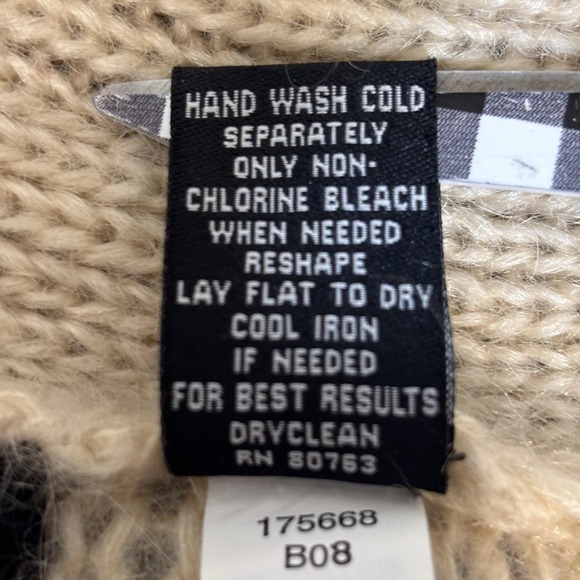 HAND WASH COLD
SEPARATELY
ONLY NON-
CHLORINE BLEACH
WHEN NEEDED
RESHAPE
LAY FLAT TO DRY
COOL IRON
IF NEEDED
FOR BEST RESULTS
DRYCLEAN
RN 80763
175668
B08